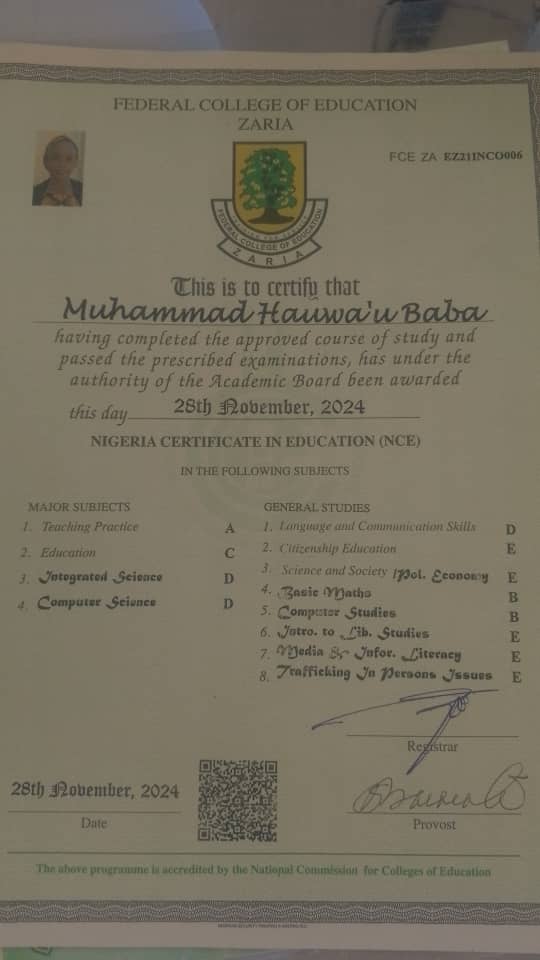 FEDERAL COLLEGE OF EDUCATION
ZARIA
FCE ZA EZ21INCO006
FEDERAL COLLEGE OF EDUCATION
ZARIA
This is to certify that
Muhammad Hauwa'u Baba
having completed the approved course of study and
passed the prescribed examinations, has under the
authority of the Academic Board been awarded
this day 28th November, 2024
NIGERIA CERTIFICATE IN EDUCATION (NCE)
IN THE FOLLOWING SUBJECTS
MAJOR SUBJECTS
1. Teaching Practice A
2. Education C
3. Integrated Science D
4. Computer Science D
GENERAL STUDIES
1. Language and Communication Skills D
2. Citizenship Education E
3. Science and Society /Pol. Economy E
4. Basic Maths B
5. Computer Studies B
6. Intro. to Lib. Studies E
7. Media & Infor. Literacy E
8. Trafficking In Persons Issues E
Registrar
28th November, 2024
Date
Provost
The above programme is accredited by the National Commission for Colleges of Education